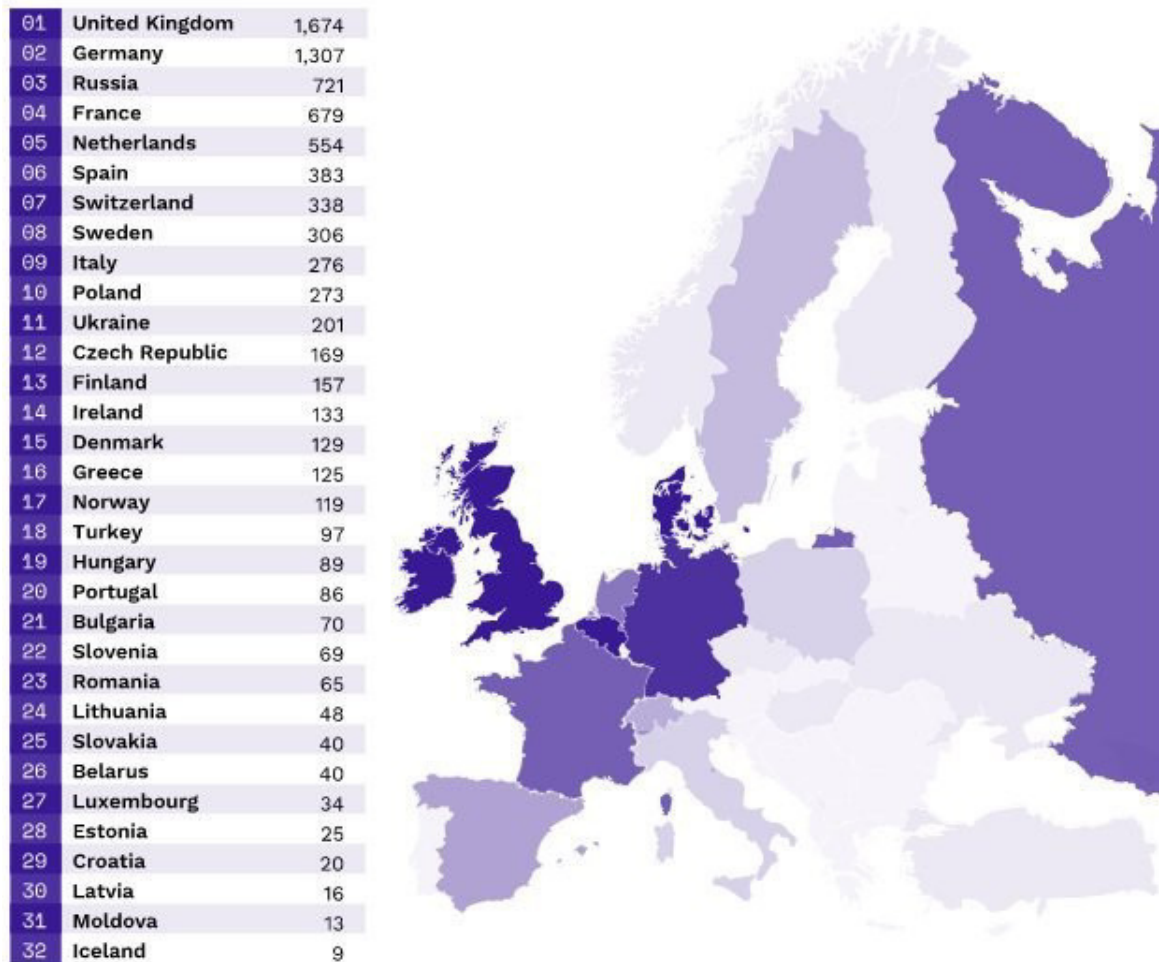 01 United Kingdom 1,674
02 Germany 1,307
03 Russia 721
04 France 679
05 Netherlands 554
06 Spain 383
07 Switzerland 338
08 Sweden 306
09 Italy 276
10 Poland 273
11 Ukraine 201
12 Czech Republic 169
13 Finland 157
14 Ireland 133
15 Denmark 129
16 Greece 125
17 Norway 119
18 Turkey 97
19 Hungary 89
20 Portugal 86
21 Bulgaria 70
22 Slovenia 69
23 Romania 65
24 Lithuania 48
25 Slovakia 40
26 Belarus 40
27 Luxembourg 34
28 Estonia 25
29 Croatia 20
30 Latvia 16
31 Moldova 13
32 Iceland 9